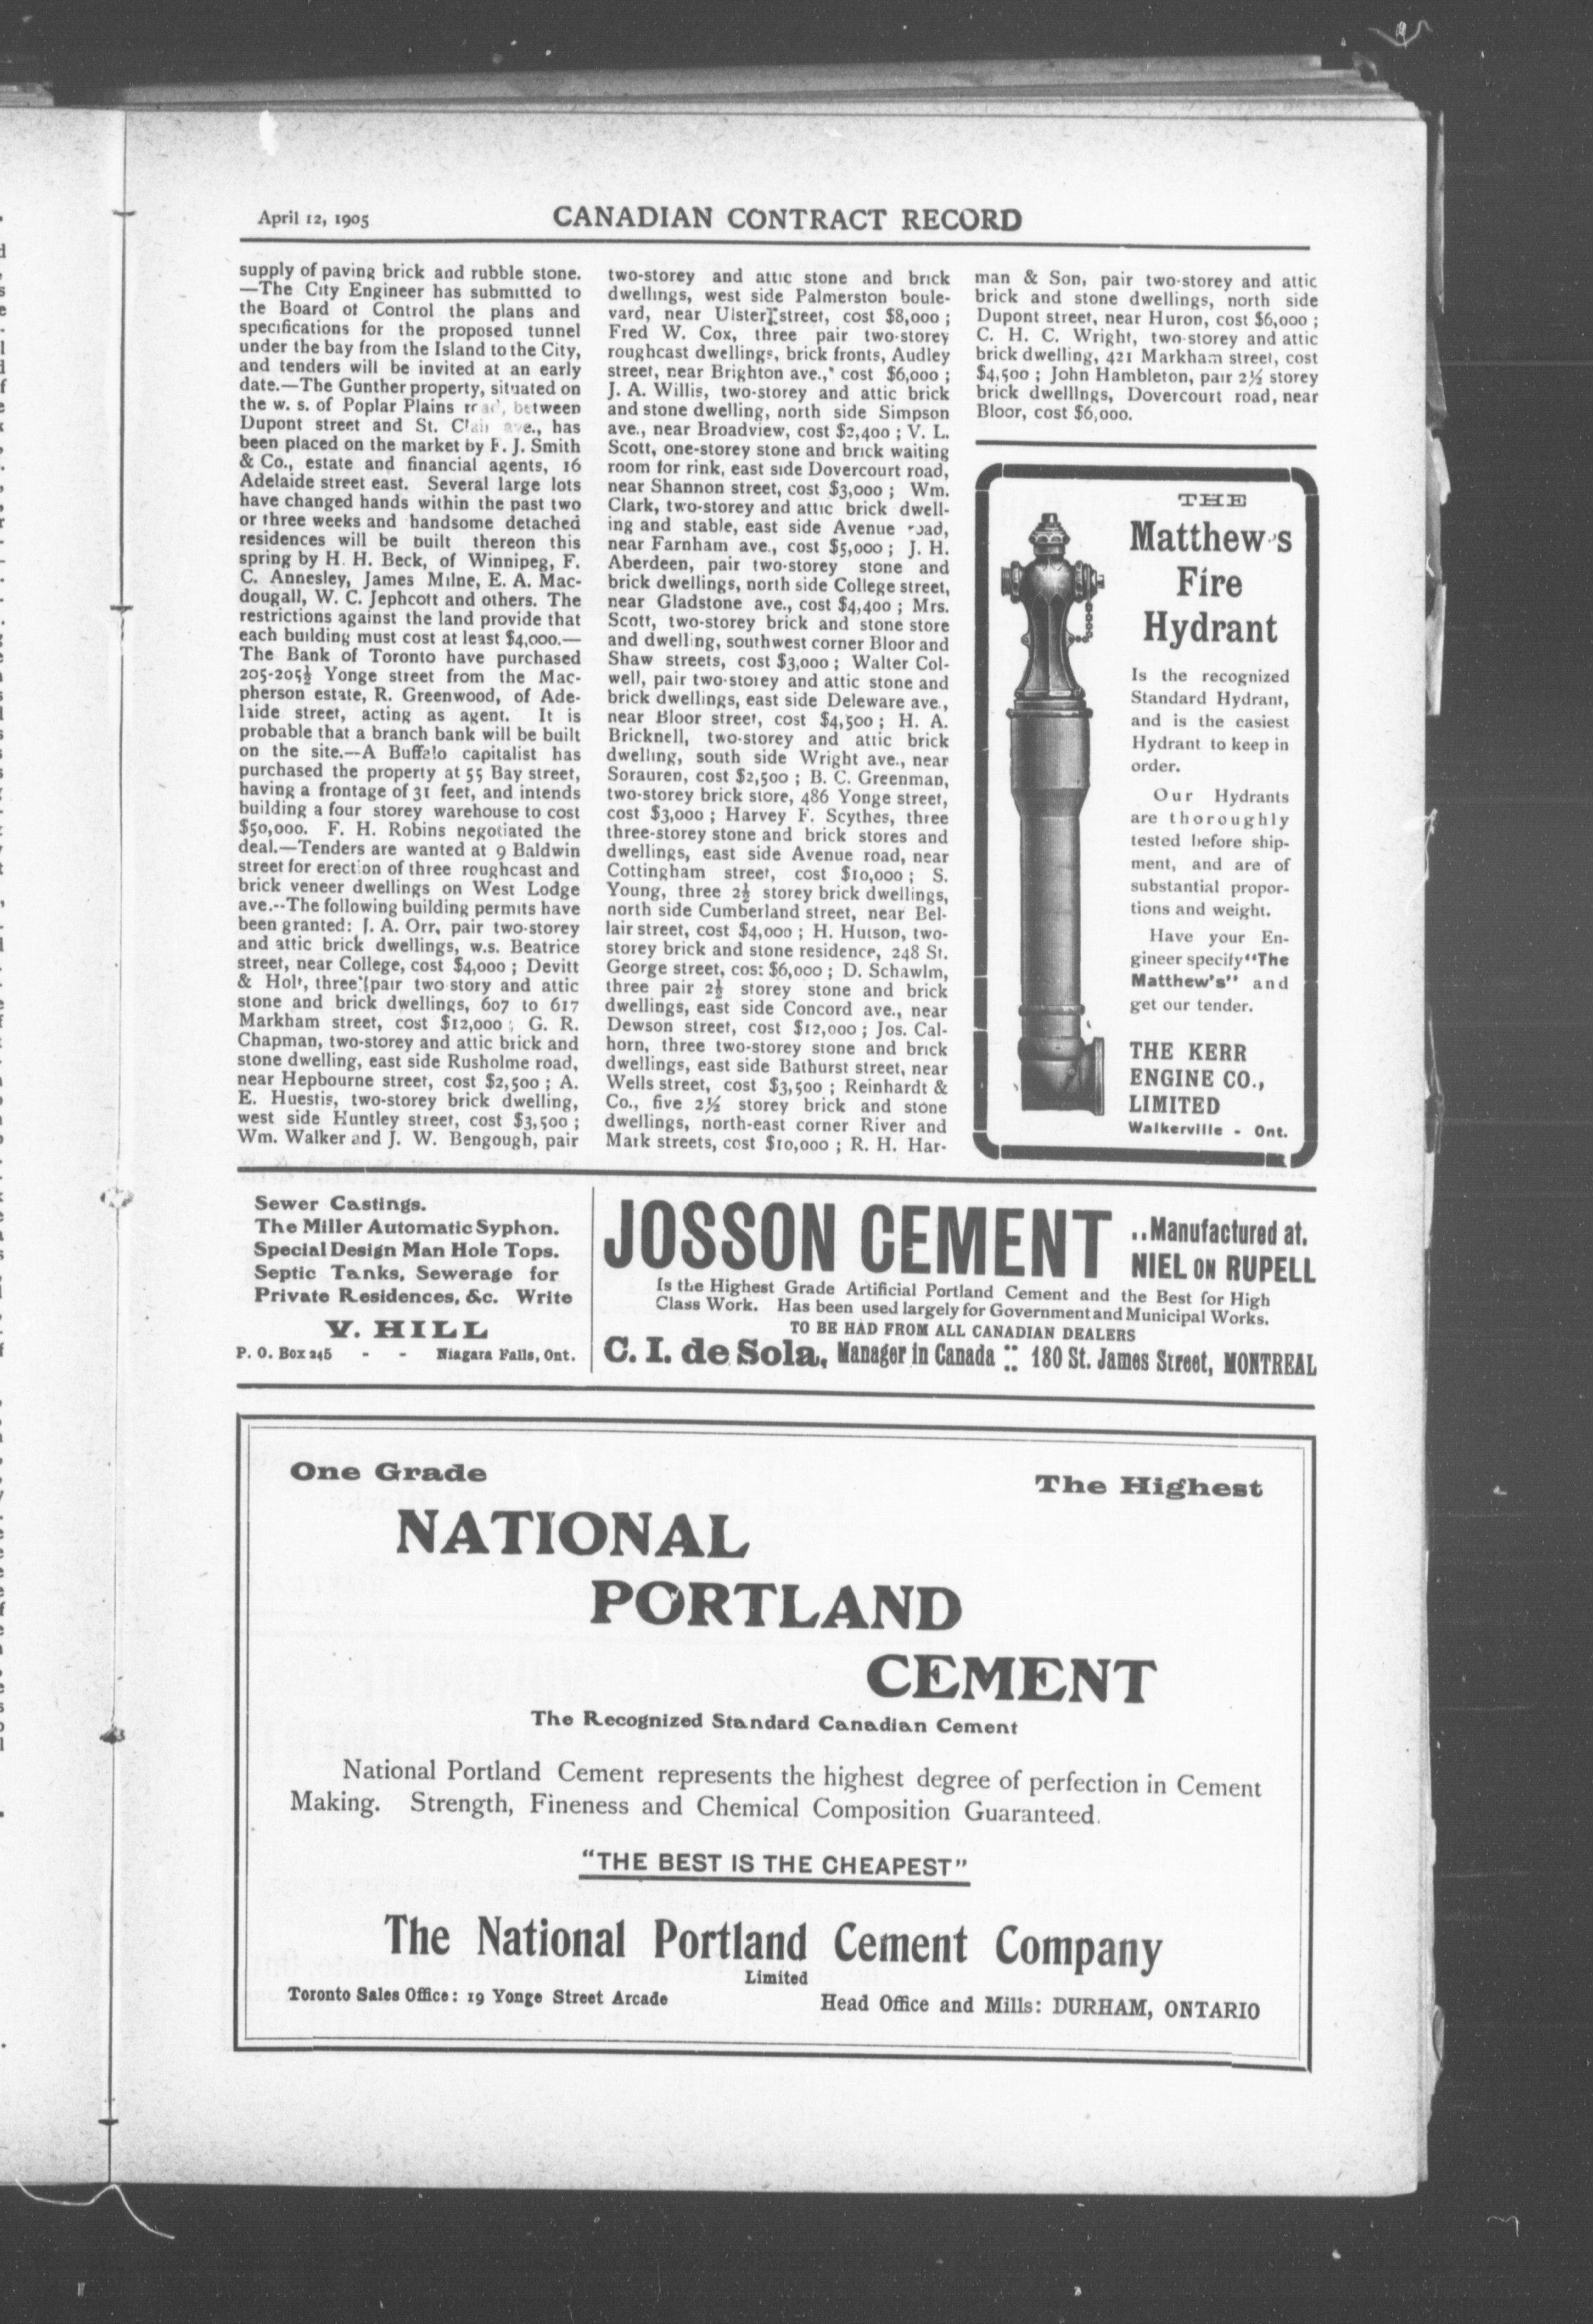 April 12, 1905
CANADIAN CONTRACT RECORD
supply of paving brick and rubble stone.
—The City Engineer has submitted to
the Board of Control the plans and
specifications for the proposed tunnel
under the bay from the Island to the City,
and tenders will be invited at an early
date.—The Gunther property, situated on
the w. s. of Poplar Plains road, between
Dupont street and St. Clair ave., has
been placed on the market by F. J. Smith
& Co., estate and financial agents, 16
Adelaide street east. Several large lots
have changed hands within the past two
or three weeks and handsome detached
residences will be built thereon this
spring by H. H. Beck, of Winnipeg, F.
C. Annesley, James Milne, E. A. Mac-
dougall, W. C. Jephcott and others. The
restrictions against the land provide that
each building must cost at least $4,000.—
The Bank of Toronto have purchased
205-205½ Yonge street from the Mac-
pherson estate, R. Greenwood, of Ade-
laide street, acting as agent. It is
probable that a branch bank will be built
on the site.—A Buffalo capitalist has
purchased the property at 55 Bay street,
having a frontage of 31 feet, and intends
building a four storey warehouse to cost
$50,000. F. H. Robins negotiated the
deal.—Tenders are wanted at 9 Baldwin
street for erection of three roughcast and
brick veneer dwellings on West Lodge
ave.--The following building permits have
been granted: J. A. Orr, pair two-storey
and attic brick dwellings, w.s. Beatrice
street, near College, cost $4,000 ; Devitt
& Holt, three pair two story and attic
stone and brick dwellings, 607 to 617
Markham street, cost $12,000 ; G. R.
Chapman, two-storey and attic brick and
stone dwelling, east side Rusholme road,
near Hepbourne street, cost $2,500 ; A.
E. Huestis, two-storey brick dwelling,
west side Huntley street, cost $3,500 ;
Wm. Walker and J. W. Bengough, pair
two-storey and attic stone and brick
dwellings, west side Palmerston boule-
vard, near Ulster street, cost $8,000 ;
Fred W. Cox, three pair two-storey
roughcast dwellings, brick fronts, Audley
street, near Brighton ave., cost $6,000 ;
J. A. Willis, two-storey and attic brick
and stone dwelling, north side Simpson
ave., near Broadview, cost $2,400 ; V. L.
Scott, one-storey stone and brick waiting
room for rink, east side Dovercourt road,
near Shannon street, cost $3,000 ; Wm.
Clark, two-storey and attic brick dwell-
ing and stable, east side Avenue road,
near Farnham ave., cost $5,000 ; J. H.
Aberdeen, pair two-storey stone and
brick dwellings, north side College street,
near Gladstone ave., cost $4,400 ; Mrs.
Scott, two-storey brick and stone store
and dwelling, southwest corner Bloor and
Shaw streets, cost $3,000 ; Walter Col-
well, pair two-storey and attic stone and
brick dwellings, east side Deleware ave.,
near Bloor street, cost $4,500 ; H. A.
Bricknell, two-storey and attic brick
dwelling, south side Wright ave., near
Sorauren, cost $2,500 ; B. C. Greenman,
two-storey brick store, 486 Yonge street,
cost $3,000 ; Harvey F. Scythes, three
three-storey stone and brick stores and
dwellings, east side Avenue road, near
Cottingham street, cost $10,000 ; S.
Young, three 2½ storey brick dwellings,
north side Cumberland street, near Bel-
lair street, cost $4,000 ; H. Hutson, two-
storey brick and stone residence, 248 St.
George street, cost $6,000 ; D. Schawlm,
three pair 2½ storey stone and brick
dwellings, east side Concord ave., near
Dewson street, cost $12,000 ; Jos. Cal-
horn, three two-storey stone and brick
dwellings, east side Bathurst street, near
Wells street, cost $3,500 ; Reinhardt &
Co., five 2½ storey brick and stone
dwellings, north-east corner River and
Mark streets, cost $10,000 ; R. H. Har-
man & Son, pair two-storey and attic
brick and stone dwellings, north side
Dupont street, near Huron, cost $6,000 ;
C. H. C. Wright, two-storey and attic
brick dwelling, 421 Markham street, cost
$4,500 ; John Hambleton, pair 2½ storey
brick dwellings, Dovercourt road, near
Bloor, cost $6,000.
THE
Matthew's
Fire
Hydrant
Is the recognized
Standard Hydrant,
and is the easiest
Hydrant to keep in
order.
Our Hydrants
are thoroughly
tested before ship-
ment, and are of
substantial propor-
tions and weight.
Have your En-
gineer specify "The
Matthew's" and
get our tender.
THE KERR
ENGINE CO.,
LIMITED
Walkerville - Ont.
Sewer Castings.
The Miller Automatic Syphon.
Special Design Man Hole Tops.
Septic Tanks, Sewerage for
Private Residences, &c. Write
V. HILL
P. O. Box 245 - - Niagara Falls, Ont.
JOSSON CEMENT
..Manufactured at.
NIEL ON RUPELL
Is the Highest Grade Artificial Portland Cement and the Best for High
Class Work. Has been used largely for Government and Municipal Works.
TO BE HAD FROM ALL CANADIAN DEALERS
C. I. de Sola, Manager in Canada :: 180 St. James Street, MONTREAL
One Grade
The Highest
NATIONAL
PORTLAND
CEMENT
The Recognized Standard Canadian Cement
National Portland Cement represents the highest degree of perfection in Cement
Making. Strength, Fineness and Chemical Composition Guaranteed.
"THE BEST IS THE CHEAPEST"
The National Portland Cement Company
Limited
Toronto Sales Office: 19 Yonge Street Arcade
Head Office and Mills: DURHAM, ONTARIO